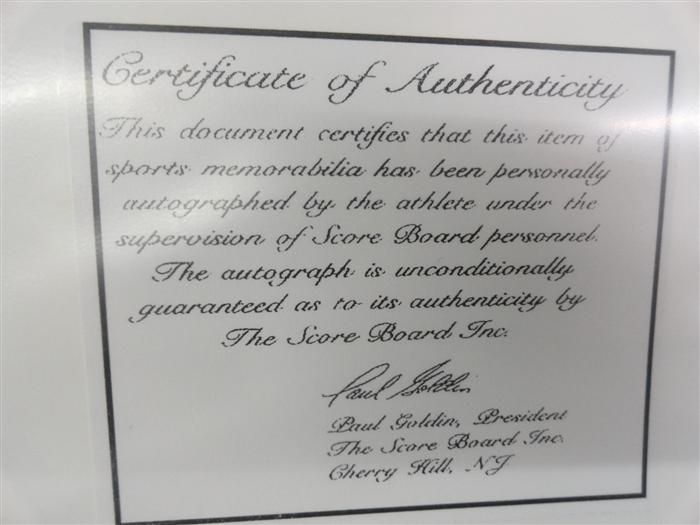 Certificate of Authenticity
This document certifies that this item of
sports memorabilia has been personally
autographed by the athlete under the
supervision of Score Board personnel.
The autograph is unconditionally
guaranteed as to its authenticity by
The Score Board Inc.
Paul Goldin
Paul Goldin, President
The Score Board Inc.
Cherry Hill, NJ